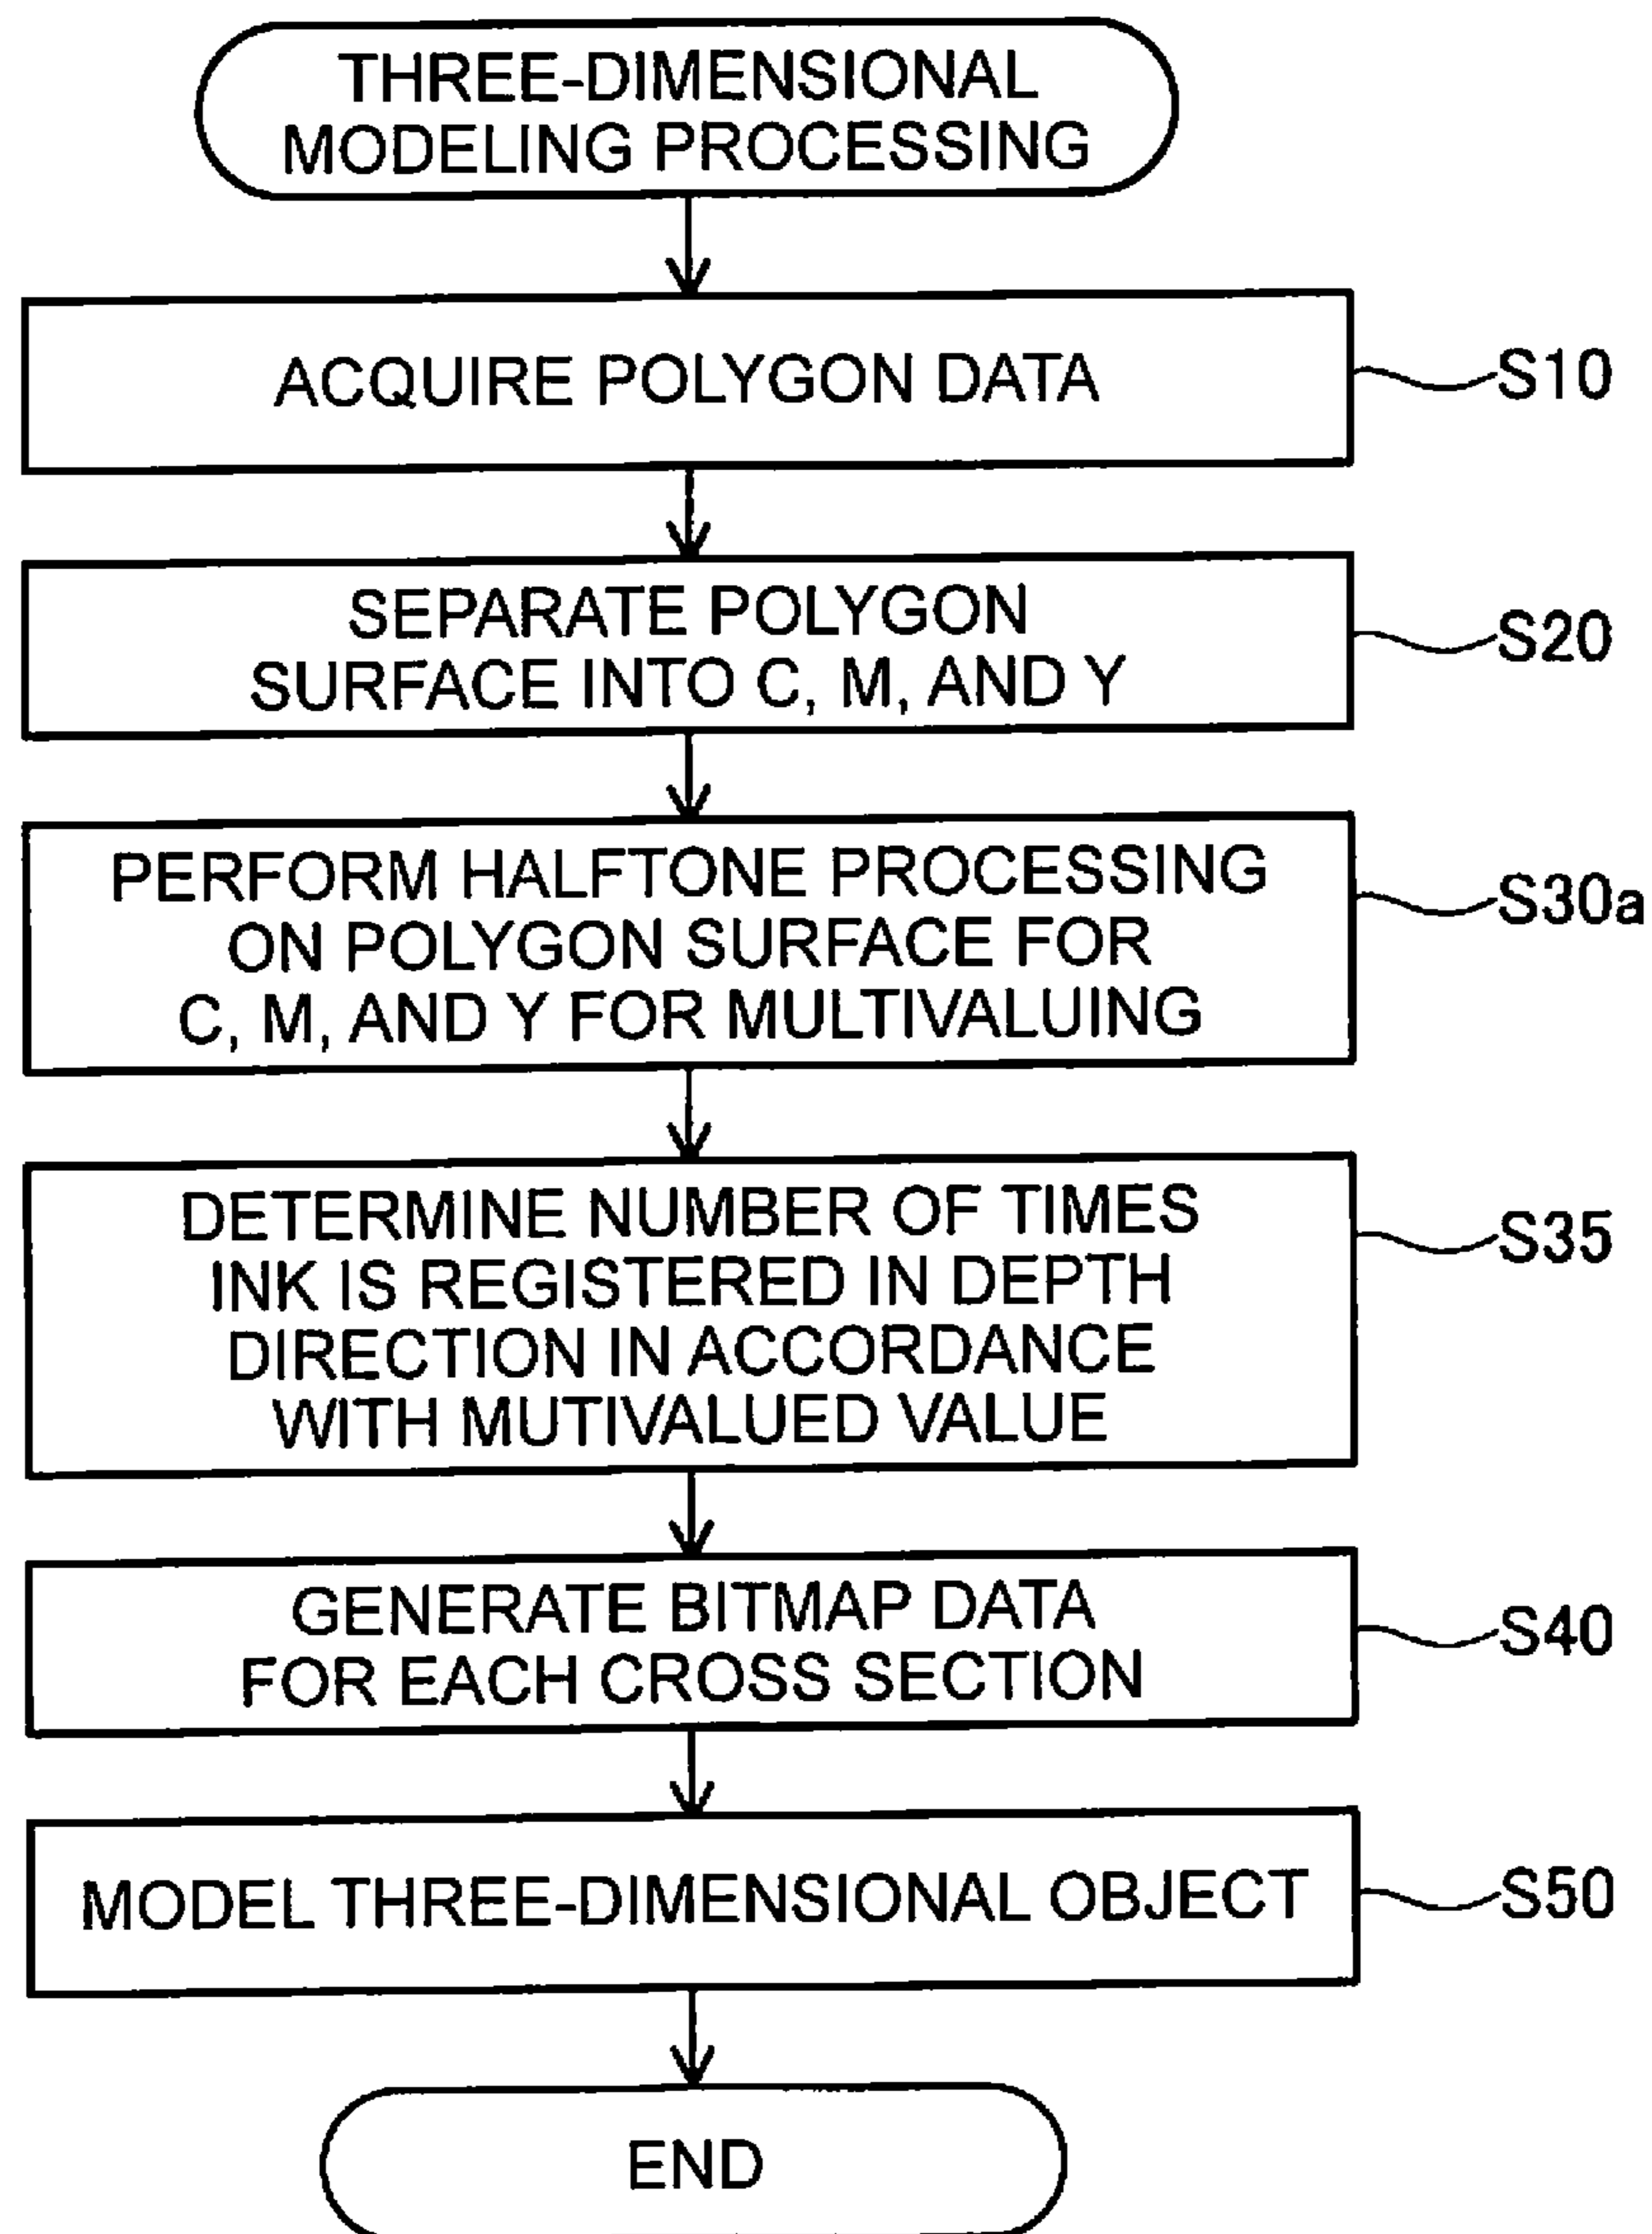 THREE-DIMENSIONAL
MODELING PROCESSING
ACQUIRE POLYGON DATA
S10
SEPARATE POLYGON
SURFACE INTO C, M, AND Y
S20
PERFORM HALFTONE PROCESSING
ON POLYGON SURFACE FOR
C, M, AND Y FOR MULTIVALUING
S30a
DETERMINE NUMBER OF TIMES
INK IS REGISTERED IN DEPTH
DIRECTION IN ACCORDANCE
WITH MUTIVALUED VALUE
S35
GENERATE BITMAP DATA
FOR EACH CROSS SECTION
S40
MODEL THREE-DIMENSIONAL OBJECT
S50
END